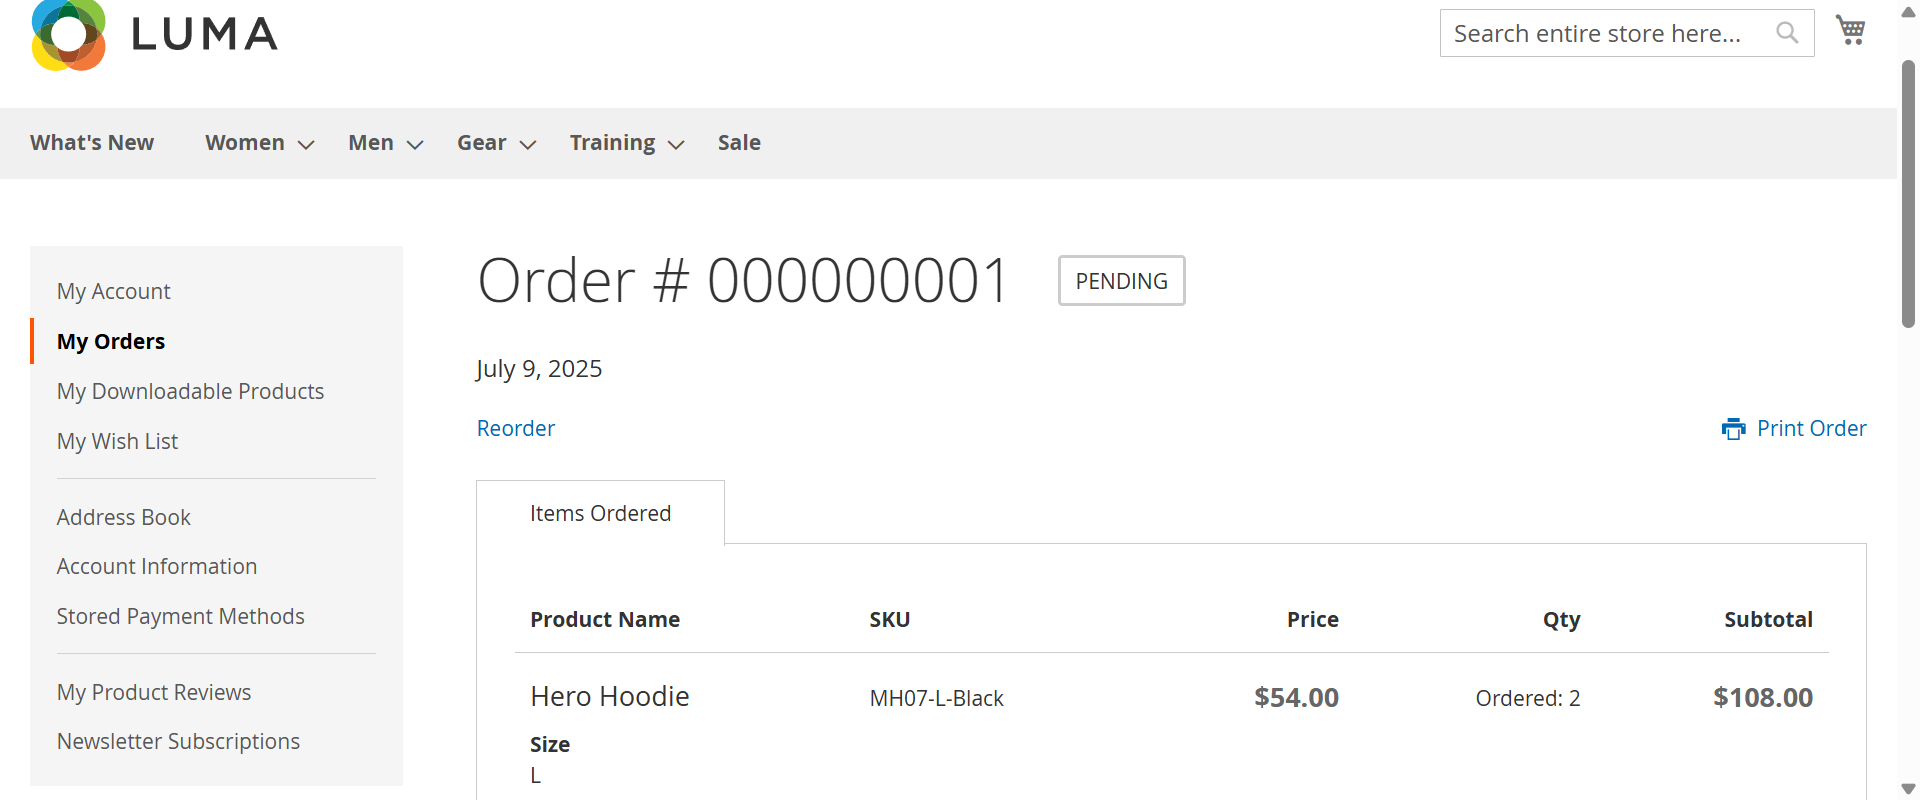 LUMA
Search entire store here...
What's New Women Men Gear Training Sale
My Account
My Orders
My Downloadable Products
My Wish List
Address Book
Account Information
Stored Payment Methods
My Product Reviews
Newsletter Subscriptions
Order # 000000001 PENDING
July 9, 2025
Reorder Print Order
Items Ordered
Product Name SKU Price Qty Subtotal
Hero Hoodie MH07-L-Black $54.00 Ordered: 2 $108.00
Size
L